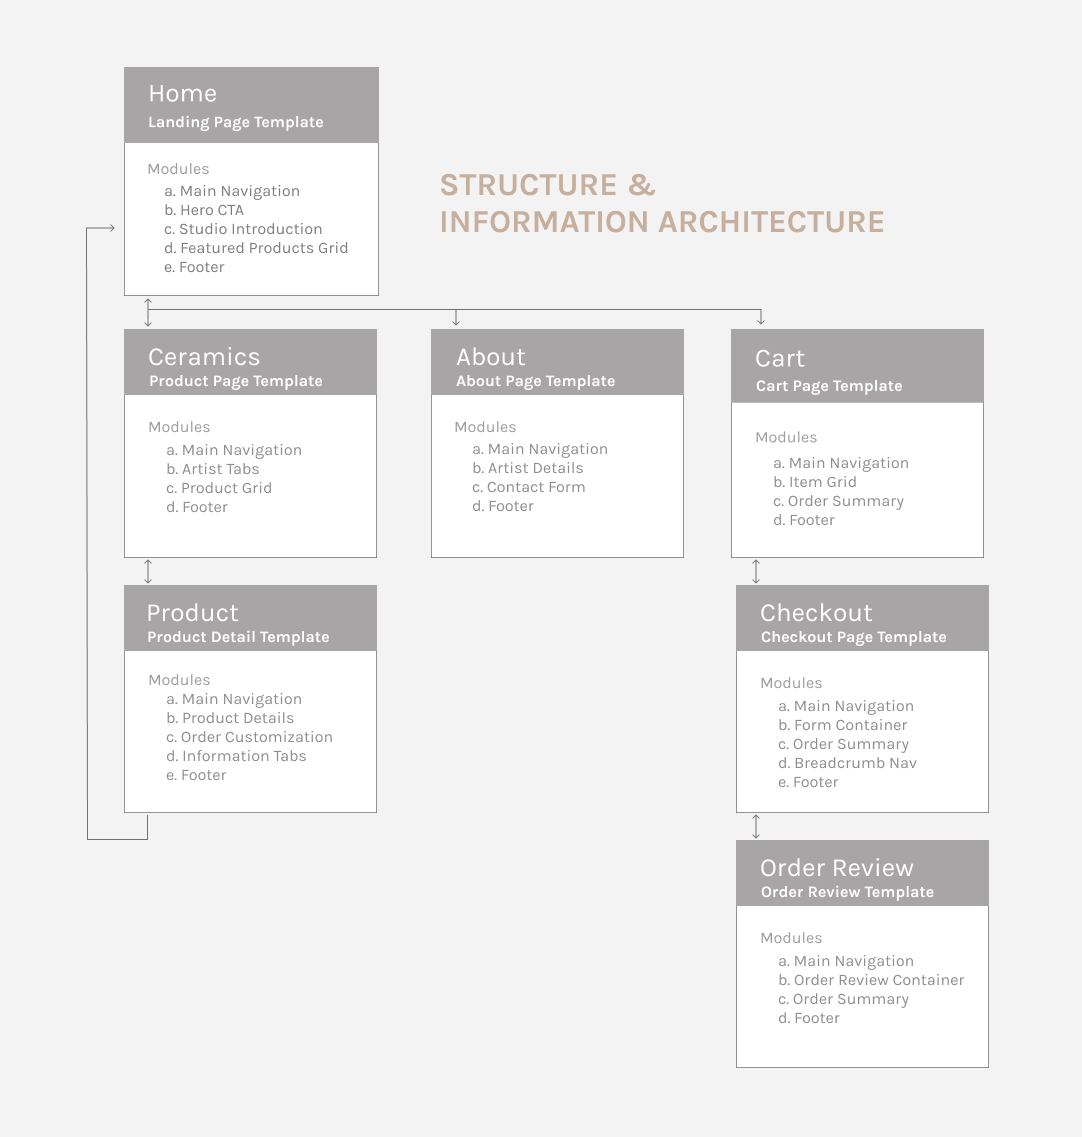 Home
Landing Page Template
Modules
a. Main Navigation
b. Hero CTA
c. Studio Introduction
d. Featured Products Grid
e. Footer
STRUCTURE &
INFORMATION ARCHITECTURE
Ceramics
Product Page Template
Modules
a. Main Navigation
b. Artist Tabs
c. Product Grid
d. Footer
About
About Page Template
Modules
a. Main Navigation
b. Artist Details
c. Contact Form
d. Footer
Cart
Cart Page Template
Modules
a. Main Navigation
b. Item Grid
c. Order Summary
d. Footer
Product
Product Detail Template
Modules
a. Main Navigation
b. Product Details
c. Order Customization
d. Information Tabs
e. Footer
Checkout
Checkout Page Template
Modules
a. Main Navigation
b. Form Container
c. Order Summary
d. Breadcrumb Nav
e. Footer
Order Review
Order Review Template
Modules
a. Main Navigation
b. Order Review Container
c. Order Summary
d. Footer